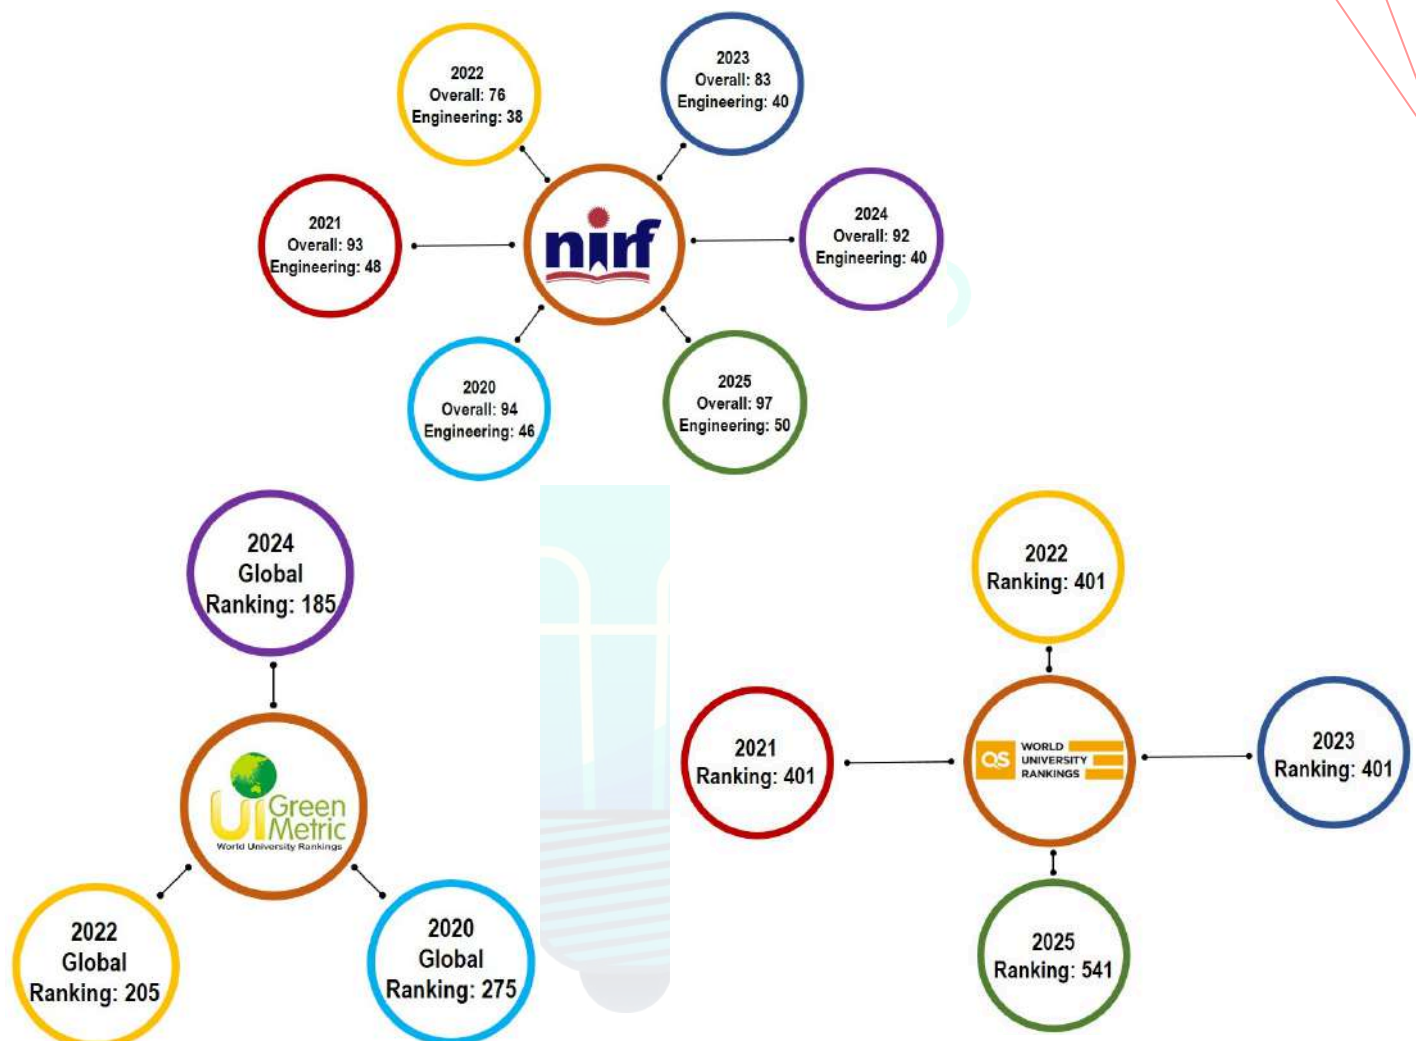 2022
Overall: 76
Engineering: 38
2023
Overall: 83
Engineering: 40
2021
Overall: 93
Engineering: 48
nirf
2024
Overall: 92
Engineering: 40
2020
Overall: 94
Engineering: 46
2025
Overall: 97
Engineering: 50
2024
Global
Ranking: 185
UI Green
Metric
World University Rankings
2022
Global
Ranking: 205
2020
Global
Ranking: 275
2022
Ranking: 401
2021
Ranking: 401
QS
WORLD
UNIVERSITY
RANKINGS
2023
Ranking: 401
2025
Ranking: 541